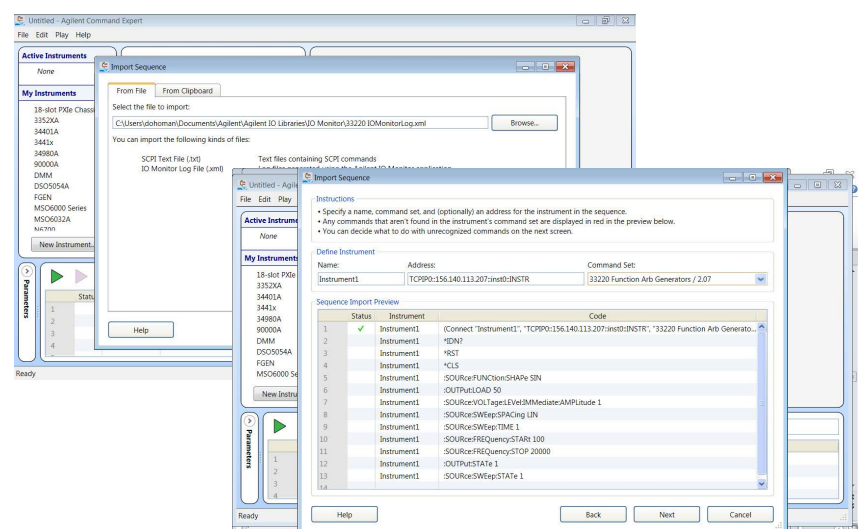 Untitled - Agilent Command Expert
File Edit Play Help
Active Instruments
None
My Instruments
18-slot PXIe Chassi
3352XA
34401A
3441x
34980A
90000A
DMM
DSO5054A
FGEN
MSO6000 Series
MSO6032A
N6700
New Instrument..
Parameters
Statu
1
2
3
4
Ready
Import Sequence
From File From Clipboard
Select the file to import:
C:\Users\dohoman\Documents\Agilent\Agilent IO Libraries\IO Monitor\33220 IOMonitorLog.xml Browse...
You can import the following kinds of files:
SCPI Text File (.txt) Text files containing SCPI commands
IO Monitor Log File (.xml) Log files generated using the Agilent IO Monitor application
Help
Untitled - Agile
File Edit Play
Active Instrume
None
My Instruments
18-slot PXIe
3352XA
34401A
3441x
34980A
90000A
DMM
DSO5054A
FGEN
MSO6000 Se
New Instru
Parameters
1
2
3
4
Ready
Import Sequence
Instructions
• Specify a name, command set, and (optionally) an address for the instrument in the sequence.
• Any commands that aren't found in the instrument's command set are displayed in red in the preview below.
• You can decide what to do with unrecognized commands on the next screen.
Define Instrument
Name: Address: Command Set:
Instrument1 TCPIP0::156.140.113.207::inst0::INSTR 33220 Function Arb Generators / 2.07
Sequence Import Preview
Status Instrument Code
1 Instrument1 (Connect "Instrument1", "TCPIP0::156.140.113.207::inst0::INSTR", "33220 Function Arb Generato...
2 Instrument1 *IDN?
3 Instrument1 *RST
4 Instrument1 *CLS
5 Instrument1 :SOURce:FUNCtion:SHAPe SIN
6 Instrument1 :OUTPut:LOAD 50
7 Instrument1 :SOURce:VOLTage:LEVel:IMMediate:AMPLitude 1
8 Instrument1 :SOURce:SWEep:SPACing LIN
9 Instrument1 :SOURce:SWEep:TIME 1
10 Instrument1 :SOURce:FREQuency:STARt 100
11 Instrument1 :SOURce:FREQuency:STOP 20000
12 Instrument1 :OUTPut:STATe 1
13 Instrument1 :SOURce:SWEep:STATe 1
14
Help Back Next Cancel